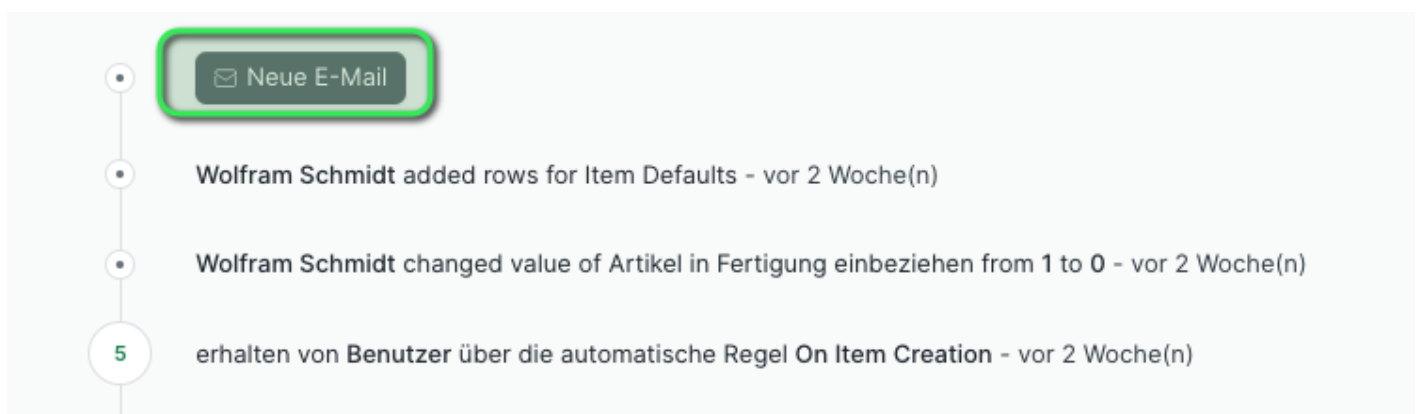 Neue E-Mail
Wolfram Schmidt added rows for Item Defaults - vor 2 Woche(n)
Wolfram Schmidt changed value of Artikel in Fertigung einbeziehen from 1 to 0 - vor 2 Woche(n)
5 erhalten von Benutzer über die automatische Regel On Item Creation - vor 2 Woche(n)